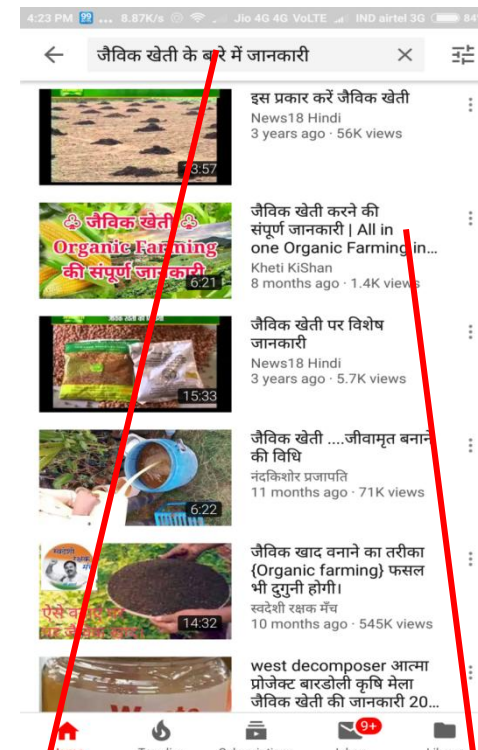 4:23 PM 99 ... 8.87K/s Jio 4G 4G VoLTE IND airtel 3G 84
जैविक खेती के बारे में जानकारी
इस प्रकार करें जैविक खेती
News18 Hindi
3 years ago · 56K views
13:57
जैविक खेती
Organic Farming
की संपूर्ण जानकारी
6:21
जैविक खेती करने की
संपूर्ण जानकारी | All in
one Organic Farming in...
Kheti KiShan
8 months ago · 1.4K views
जैविक खेती पर विशेष
जानकारी
News18 Hindi
3 years ago · 5.7K views
15:33
जैविक खेती ....जीवामृत बनाने
की विधि
नंदकिशोर प्रजापति
11 months ago · 71K views
6:22
जैविक खाद वनाने का तरीका
{Organic farming} फसल
भी दुगुनी होगी।
स्वदेशी रक्षक मँच
10 months ago · 545K views
14:32
west decomposer आत्मा
प्रोजेक्ट बारडोली कृषि मेला
जैविक खेती की जानकारी 20...
9+